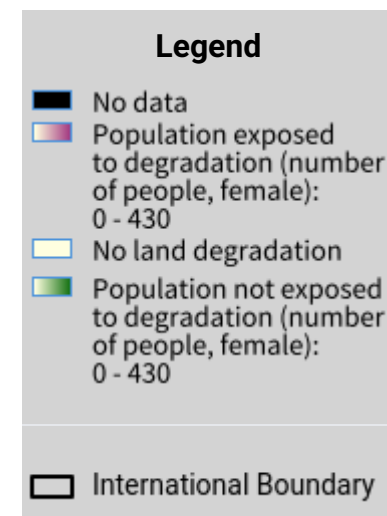 Legend
No data
Population exposed
to degradation (number
of people, female):
0 - 430
No land degradation
Population not exposed
to degradation (number
of people, female):
0 - 430
International Boundary